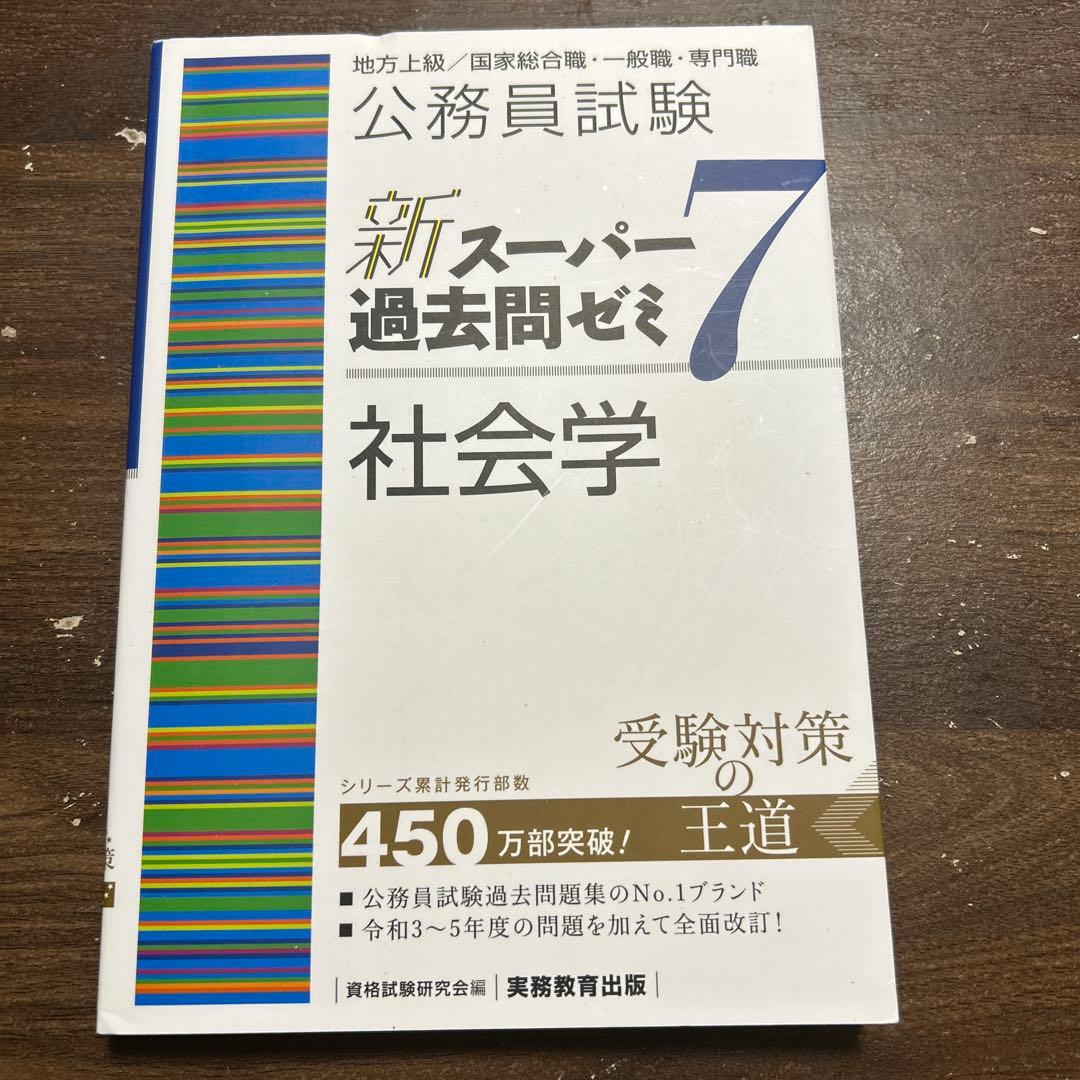 地方上級／国家総合職・一般職・専門職
公務員試験
新スーパー
過去問ゼミ
7
社会学
受験対策
の
王道
シリーズ累計発行部数
450万部突破！
■ 公務員試験過去問題集のNo.1ブランド
■ 令和3～5年度の問題を加えて全面改訂！
資格試験研究会編｜実務教育出版
策